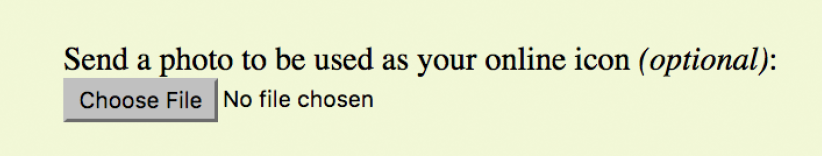 Send a photo to be used as your online icon (optional):
Choose File No file chosen